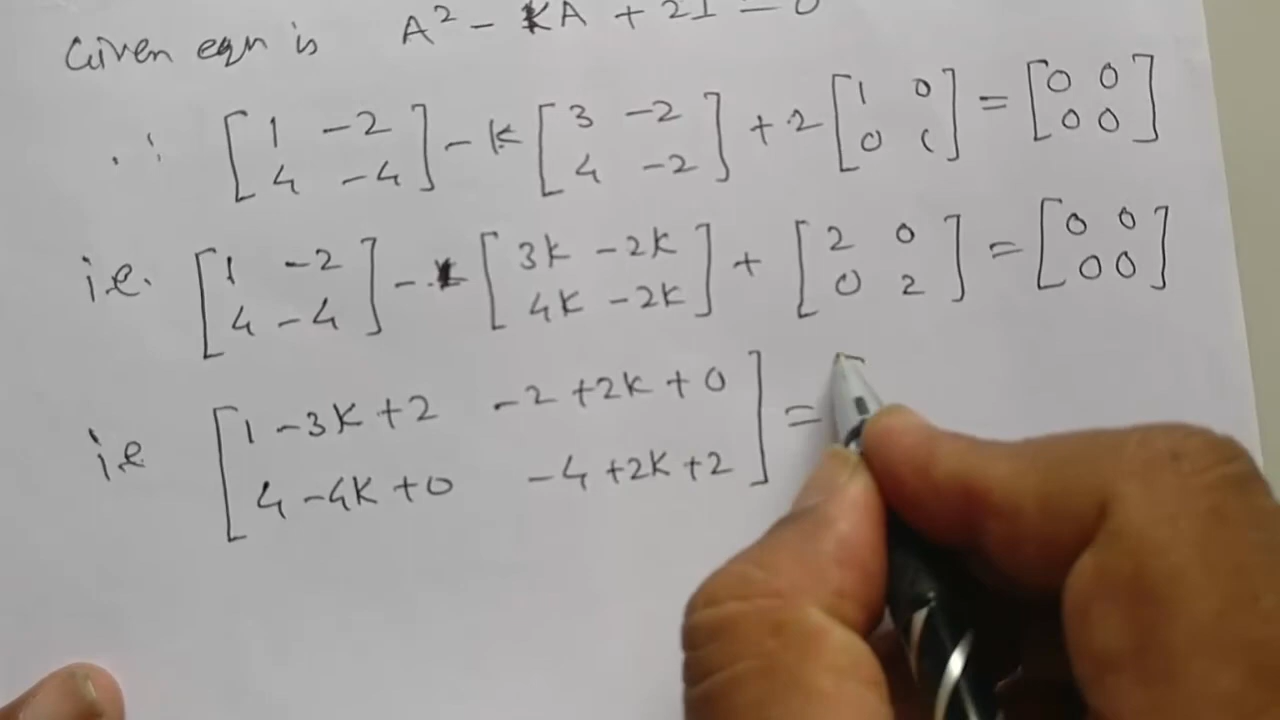 Given eqn is A² - KA + 2I = 0
∴ [1 -2; 4 -4] - K [3 -2; 4 -2] + 2 [1 0; 0 1] = [0 0; 0 0]
i.e. [1 -2; 4 -4] - [3K -2K; 4K -2K] + [2 0; 0 2] = [0 0; 0 0]
i.e [1 -3K +2 -2 +2K + 0; 4 -4K +0 -4 +2K +2] =